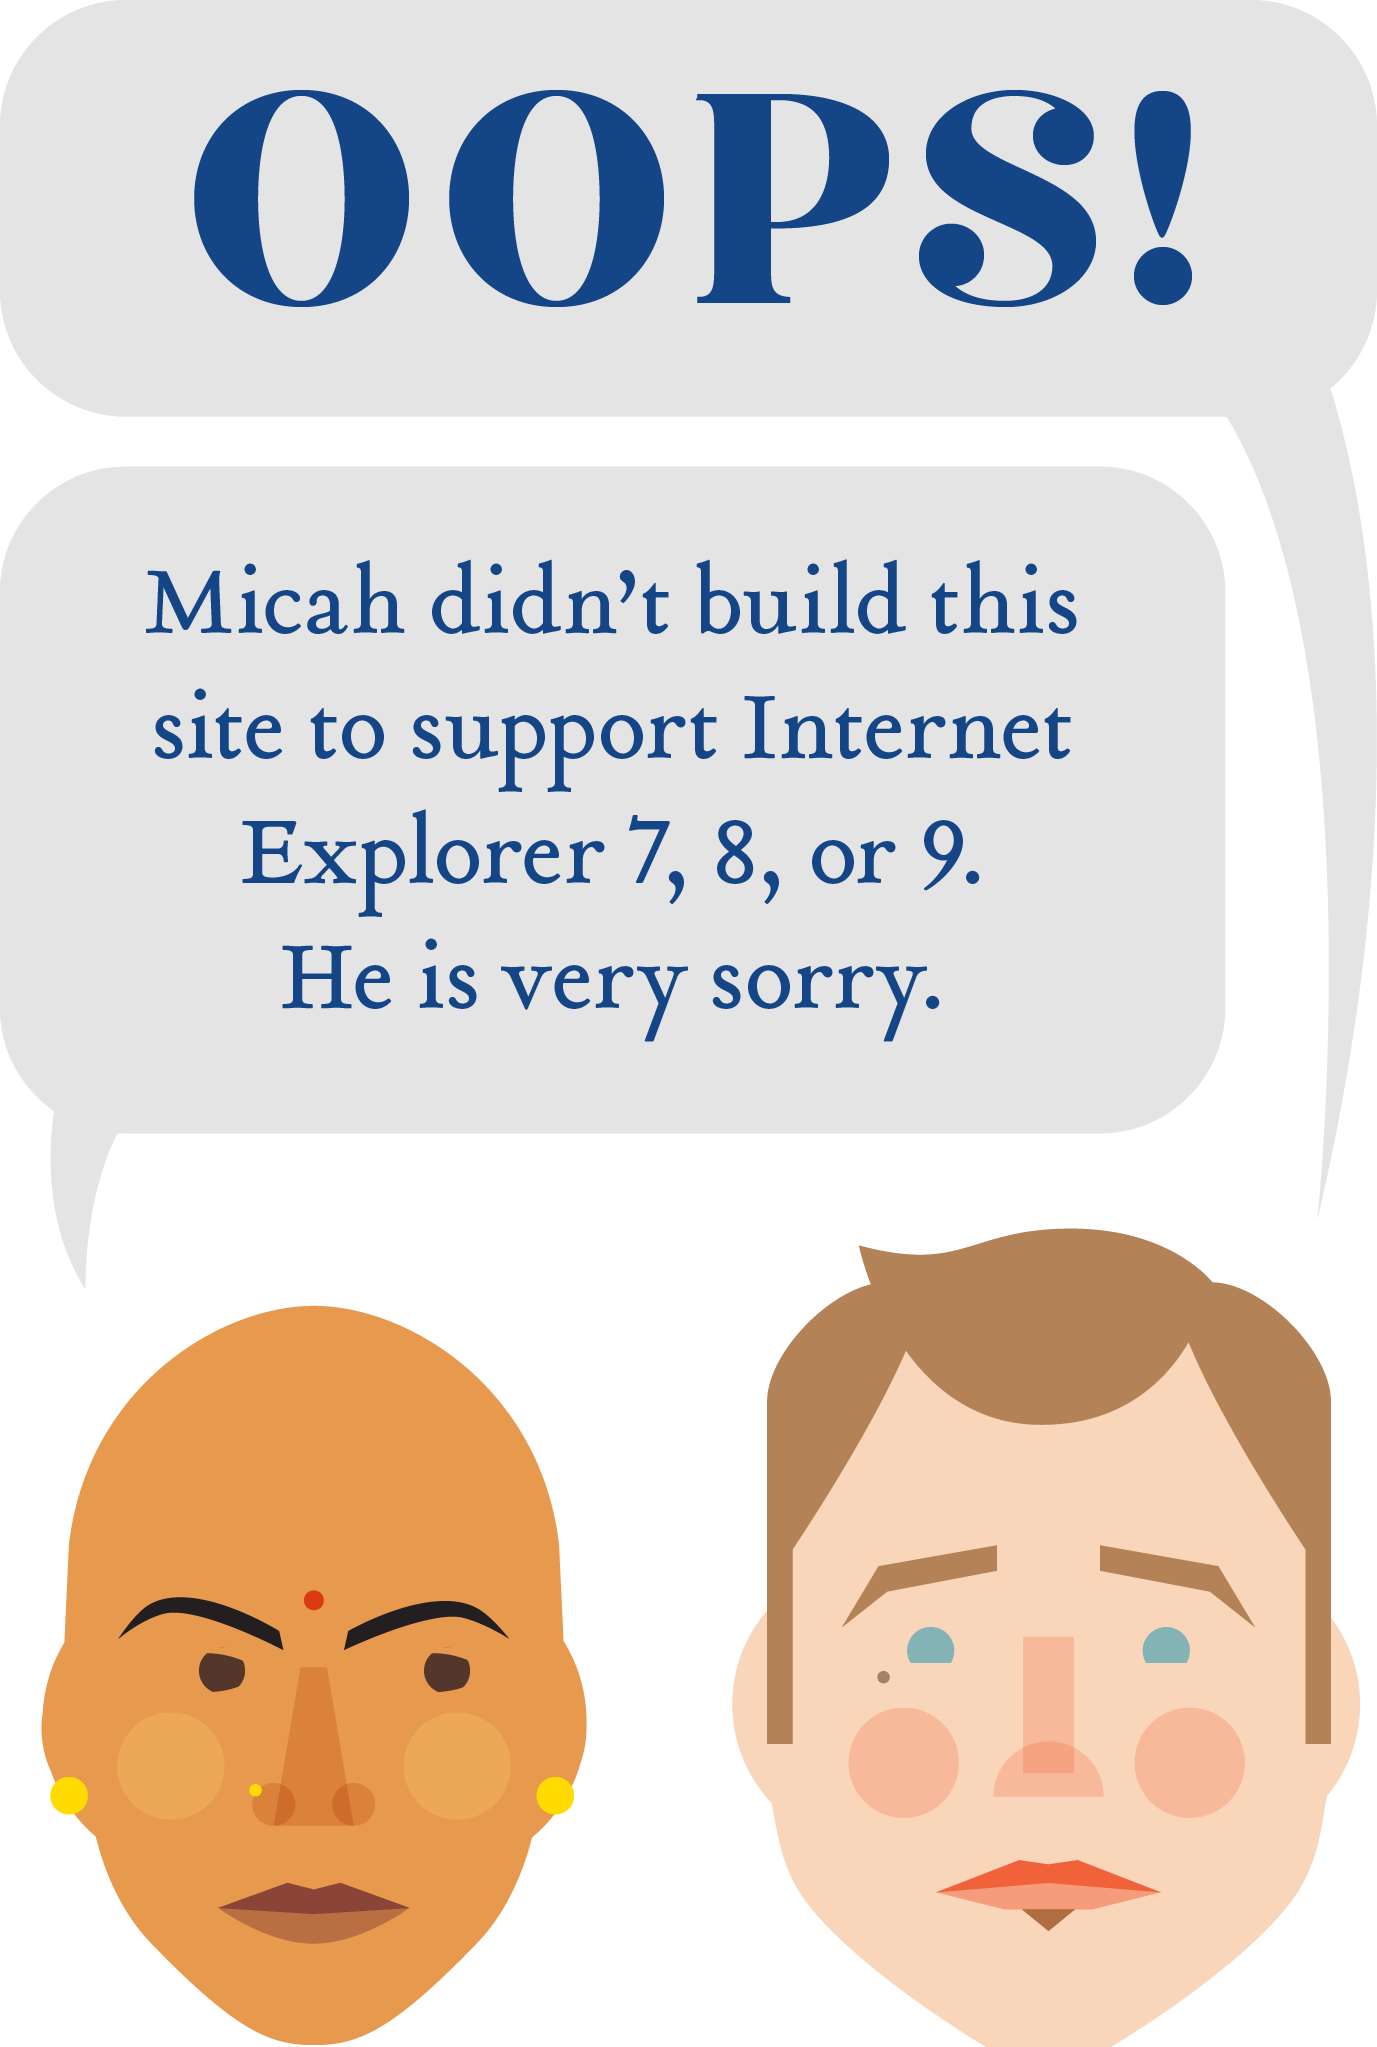 OOPS!
Micah didn’t build this
site to support Internet
Explorer 7, 8, or 9.
He is very sorry.